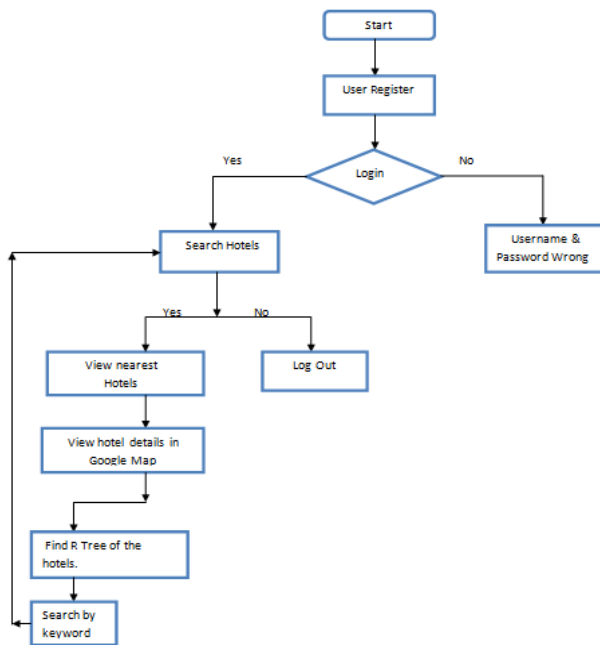 Start
User Register
Login
Yes
No
Search Hotels
Username &
Password Wrong
Yes
No
View nearest
Hotels
Log Out
View hotel details in
Google Map
Find R Tree of the
hotels.
Search by
keyword